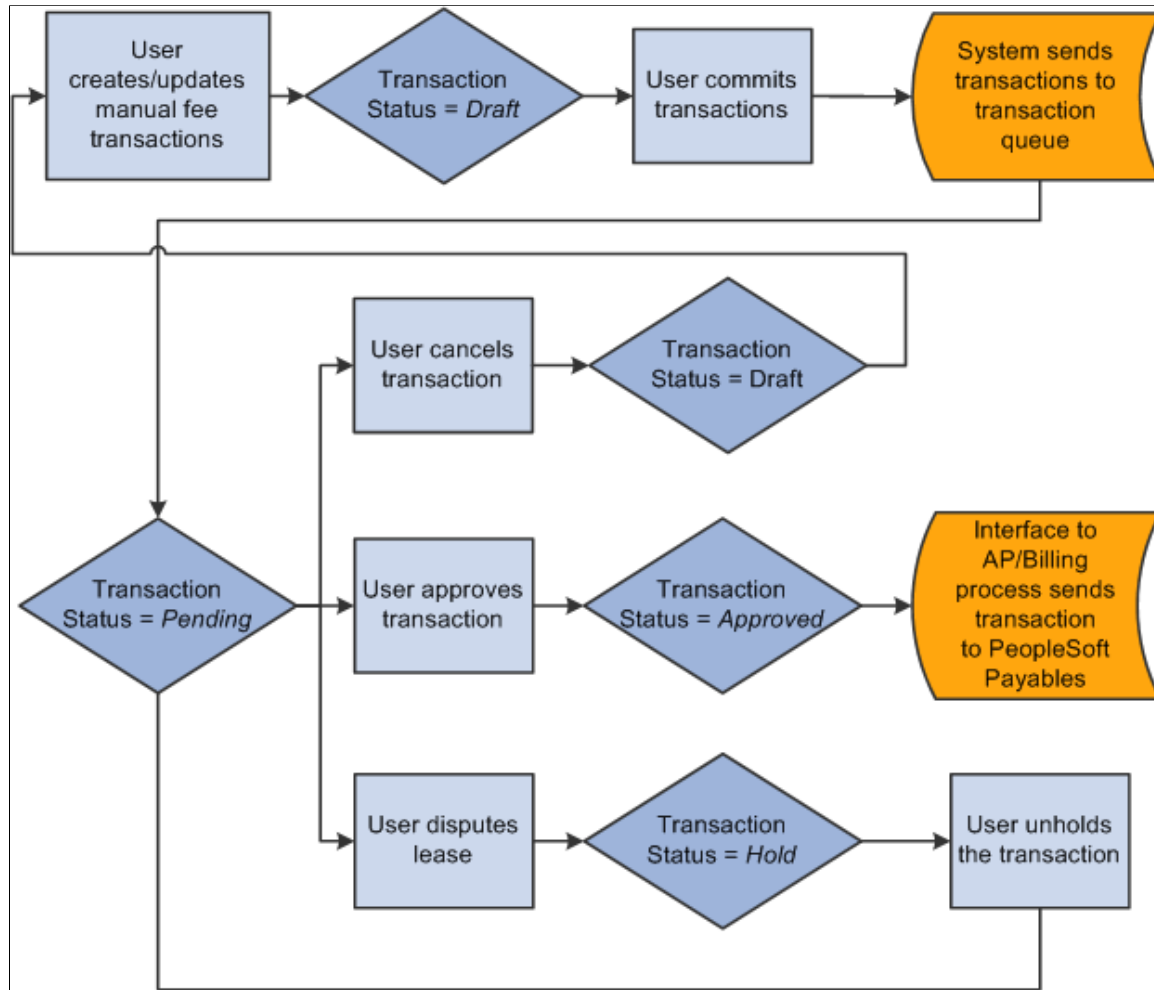 User
creates/updates
manual fee
transactions
Transaction
Status = Draft
User commits
transactions
System sends
transactions to
transaction
queue
User cancels
transaction
Transaction
Status = Draft
Transaction
Status = Pending
User approves
transaction
Transaction
Status = Approved
Interface to
AP/Billing
process sends
transaction
to PeopleSoft
Payables
User disputes
lease
Transaction
Status = Hold
User unholds
the transaction